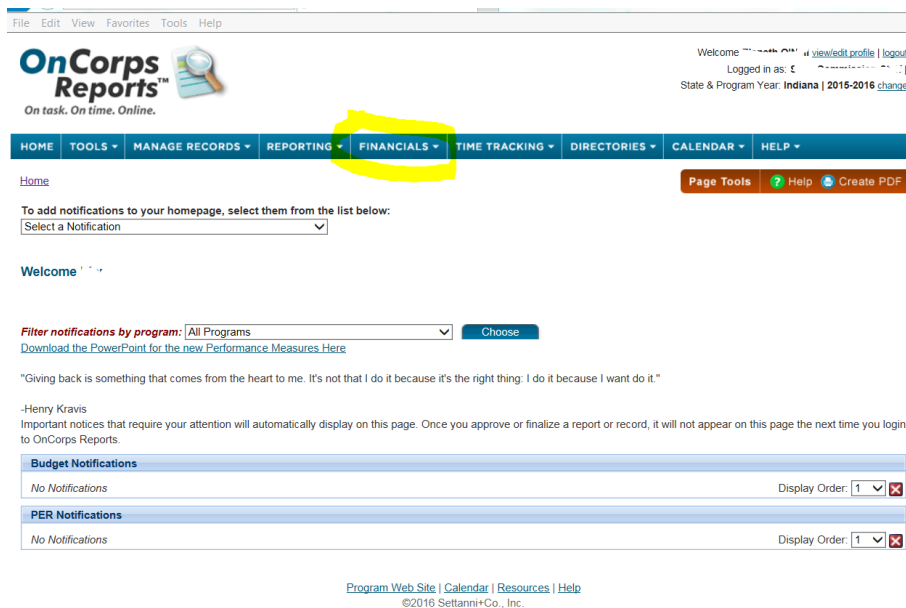 File Edit View Favorites Tools Help
OnCorps
Reports™
On task. On time. Online.
Welcome view/edit profile | logout
Logged in as:
State & Program Year: Indiana | 2015-2016 change
HOME TOOLS MANAGE RECORDS REPORTING FINANCIALS TIME TRACKING DIRECTORIES CALENDAR HELP
Home
Page Tools ? Help Create PDF
To add notifications to your homepage, select them from the list below:
Select a Notification
Welcome
Filter notifications by program: All Programs Choose
Download the PowerPoint for the new Performance Measures Here
"Giving back is something that comes from the heart to me. It's not that I do it because it's the right thing: I do it because I want do it."
-Henry Kravis
Important notices that require your attention will automatically display on this page. Once you approve or finalize a report or record, it will not appear on this page the next time you login
to OnCorps Reports.
Budget Notifications
No Notifications Display Order: 1
PER Notifications
No Notifications Display Order: 1
Program Web Site | Calendar | Resources | Help
©2016 Settanni+Co., Inc.